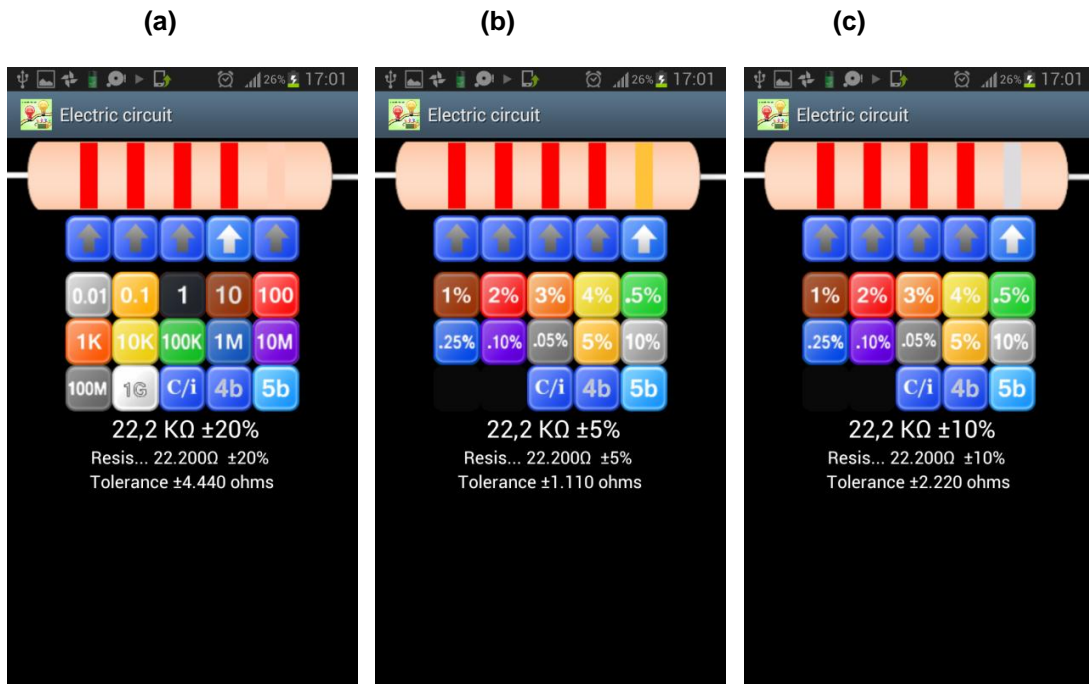 (a) (b) (c)
26% 17:01
Electric circuit
0.01 0.1 1 10 100
1K 10K 100K 1M 10M
100M 1G C/i 4b 5b
22,2 KΩ ±20%
Resis... 22.200Ω ±20%
Tolerance ±4.440 ohms
26% 17:01
Electric circuit
1% 2% 3% 4% .5%
.25% .10% .05% 5% 10%
C/i 4b 5b
22,2 KΩ ±5%
Resis... 22.200Ω ±5%
Tolerance ±1.110 ohms
26% 17:01
Electric circuit
1% 2% 3% 4% .5%
.25% .10% .05% 5% 10%
C/i 4b 5b
22,2 KΩ ±10%
Resis... 22.200Ω ±10%
Tolerance ±2.220 ohms